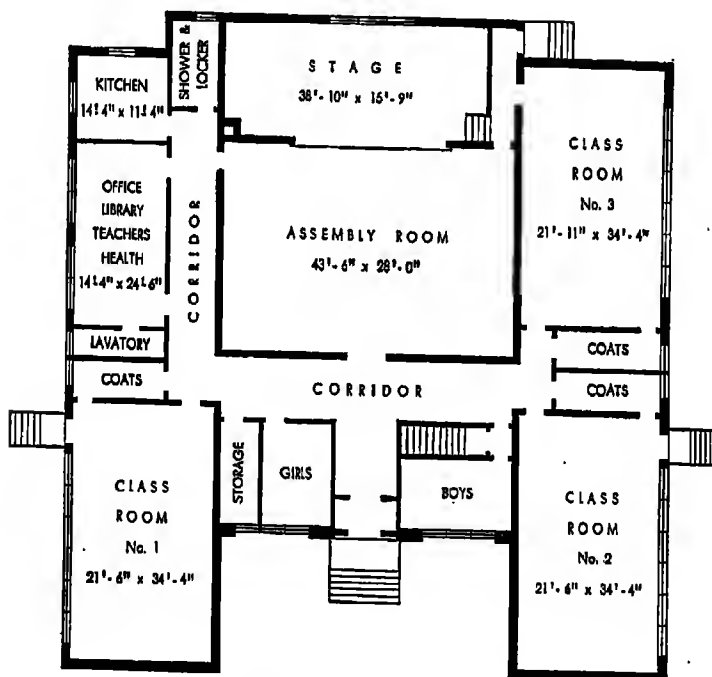 SHOWER &
LOCKER
STAGE
38'-10" x 15'-9"
KITCHEN
14'-4" x 11'-4"
CLASS
ROOM
No. 3
21'-11" x 34'-4"
OFFICE
LIBRARY
TEACHERS
HEALTH
14'-4" x 24'-6"
CORRIDOR
ASSEMBLY ROOM
43'-6" x 28'-0"
LAVATORY
COATS
COATS
COATS
CORRIDOR
CLASS
ROOM
No. 1
21'-6" x 34'-4"
STORAGE
GIRLS
BOYS
CLASS
ROOM
No. 2
21'-6" x 34'-4"